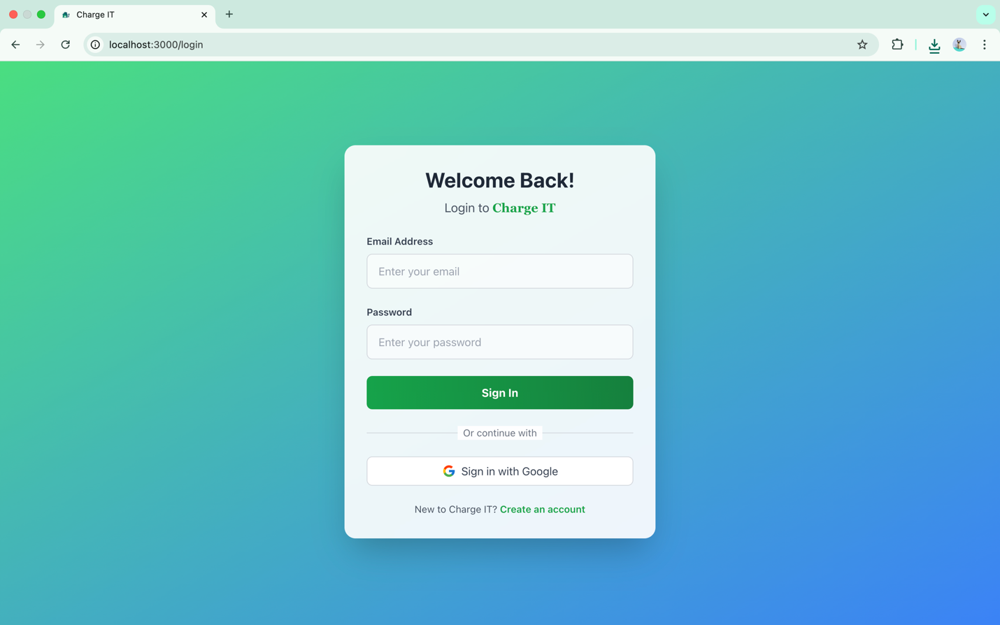 Charge IT
localhost:3000/login
Welcome Back!
Login to Charge IT
Email Address
Enter your email
Password
Enter your password
Sign In
Or continue with
Sign in with Google
New to Charge IT? Create an account